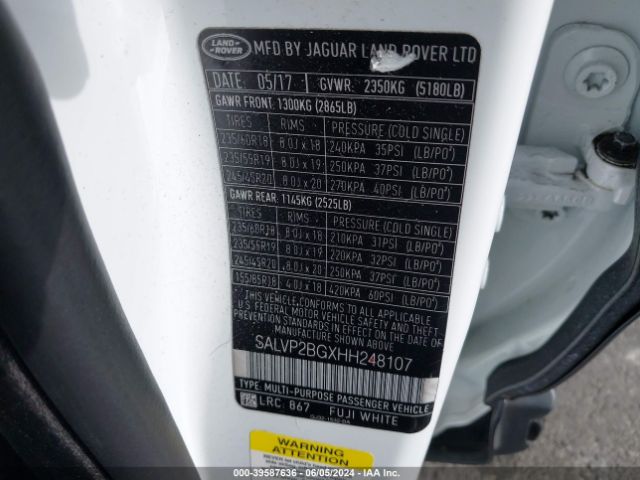 LAND ROVER
MFD BY JAGUAR LAND ROVER LTD
DATE: 05/17 GVWR: 2350KG (5180LB)
GAWR FRONT: 1300KG (2865LB)
TIRES RIMS PRESSURE (COLD SINGLE)
235/60R18 8.0J x 18 240KPA 35PSI (LB/PO²)
235/55R19 8.0J x 19 250KPA 37PSI (LB/PO²)
245/45R20 8.0J x 20 270KPA 40PSI (LB/PO²)
GAWR REAR: 1145KG (2525LB)
TIRES RIMS PRESSURE (COLD SINGLE)
235/60R18 8.0J x 18 210KPA 31PSI (LB/PO²)
235/55R19 8.0J x 19 220KPA 32PSI (LB/PO²)
245/45R20 8.0J x 20 250KPA 37PSI (LB/PO²)
155/85R18 4.0J x 18 420KPA 60PSI (LB/PO²)
THIS VEHICLE CONFORMS TO ALL APPLICABLE
U.S FEDERAL MOTOR VEHICLE SAFETY AND
THEFT PREVENTION STANDARDS IN EFFECT ON
THE DATE OF MANUFACTURE SHOWN ABOVE
SALVP2BGXHH248107
TYPE: MULTI-PURPOSE PASSENGER VEHICLE
LRC: 867 FUJI WHITE
WARNING
ATTENTION
IAA
000-39587636 - 06/05/2024 - IAA Inc.